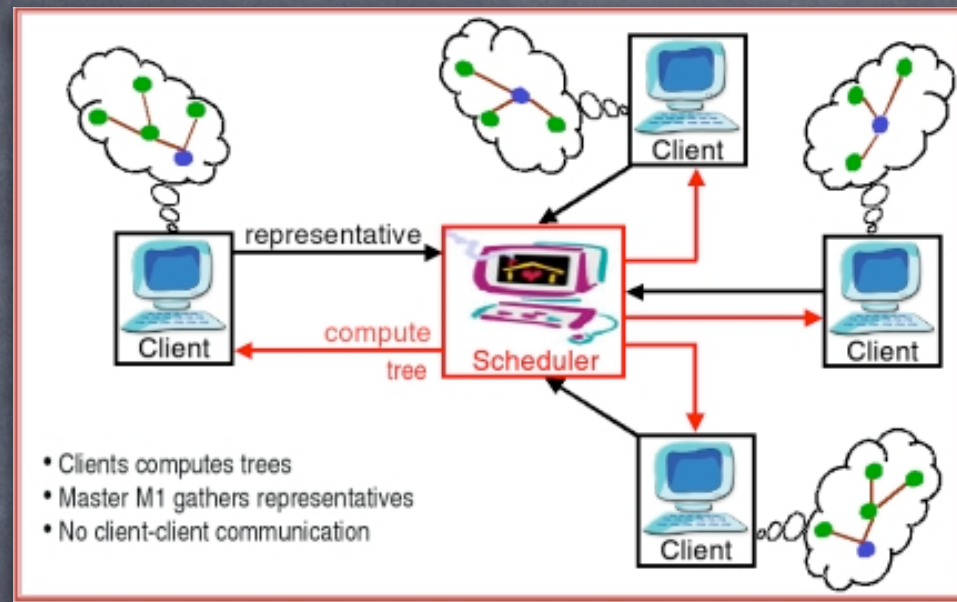 Client
representative
Client
compute
tree
Scheduler
Client
• Clients computes trees
• Master M1 gathers representatives
• No client-client communication
Client